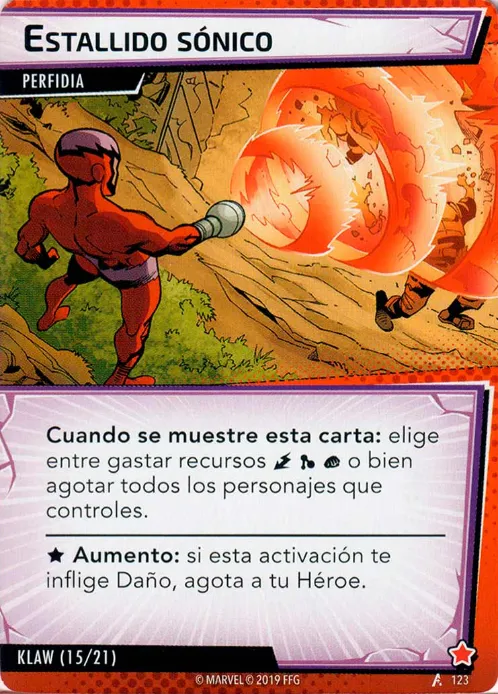 ESTALLIDO SÓNICO
PERFIDIA
Cuando se muestre esta carta: elige
entre gastar recursos o bien
agotar todos los personajes que
controles.
★ Aumento: si esta activación te
inflige Daño, agota a tu Héroe.
KLAW (15/21)
© MARVEL © 2019 FFG
123